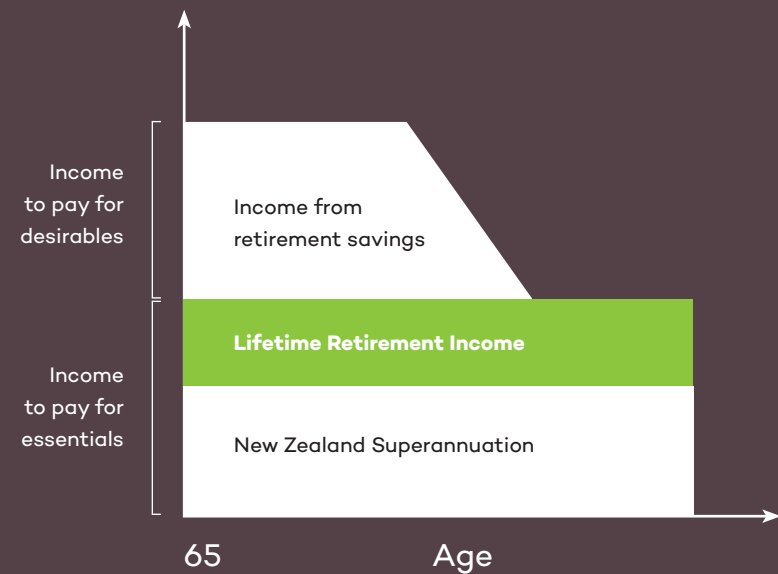 Income
to pay for
desirables
Income from
retirement savings
Lifetime Retirement Income
Income
to pay for
essentials
New Zealand Superannuation
65
Age